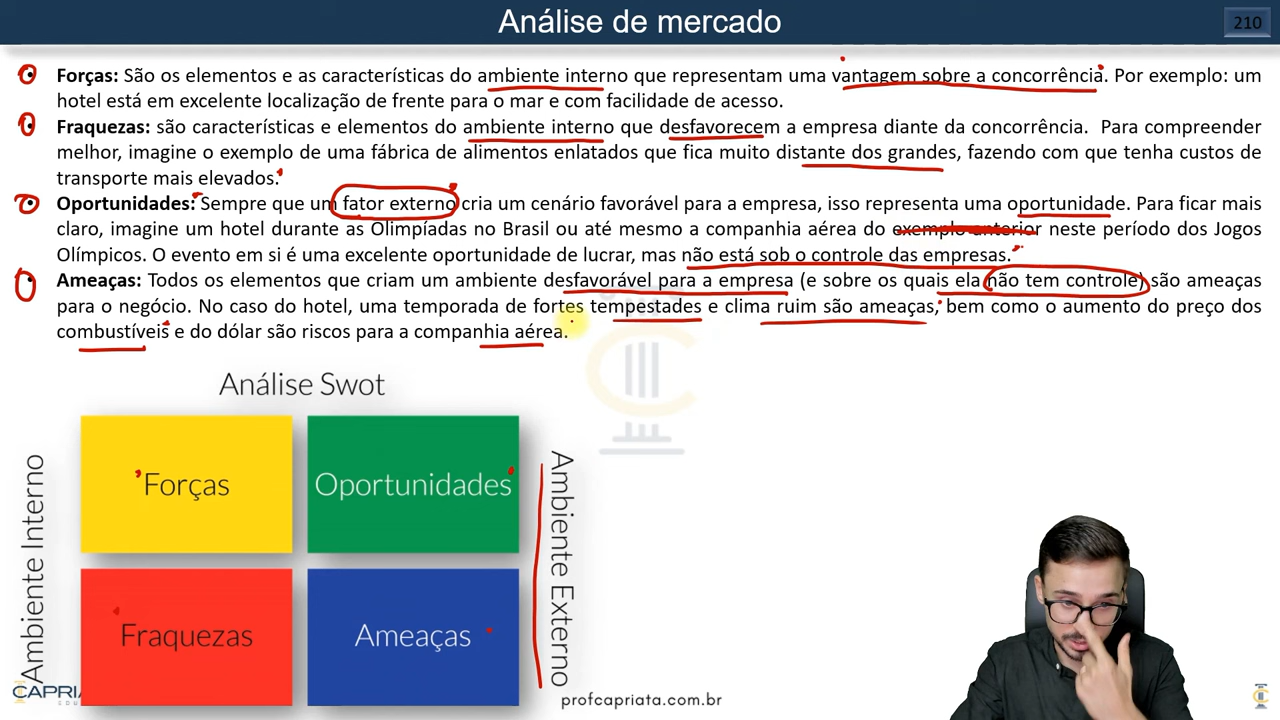 Análise de mercado
210
Forças: São os elementos e as características do ambiente interno que representam uma vantagem sobre a concorrência. Por exemplo: um
hotel está em excelente localização de frente para o mar e com facilidade de acesso.
Fraquezas: são características e elementos do ambiente interno que desfavorecem a empresa diante da concorrência. Para compreender
melhor, imagine o exemplo de uma fábrica de alimentos enlatados que fica muito distante dos grandes, fazendo com que tenha custos de
transporte mais elevados.
Oportunidades: Sempre que um fator externo cria um cenário favorável para a empresa, isso representa uma oportunidade. Para ficar mais
claro, imagine um hotel durante as Olimpíadas no Brasil ou até mesmo a companhia aérea do exemplo anterior neste período dos Jogos
Olímpicos. O evento em si é uma excelente oportunidade de lucrar, mas não está sob o controle das empresas.
Ameaças: Todos os elementos que criam um ambiente desfavorável para a empresa (e sobre os quais ela não tem controle) são ameaças
para o negócio. No caso do hotel, uma temporada de fortes tempestades e clima ruim são ameaças, bem como o aumento do preço dos
combustíveis e do dólar são riscos para a companhia aérea.
Análise Swot
Ambiente Interno
Forças
Oportunidades
Ambiente Externo
Fraquezas
Ameaças
CAPRIA
profcapriata.com.br